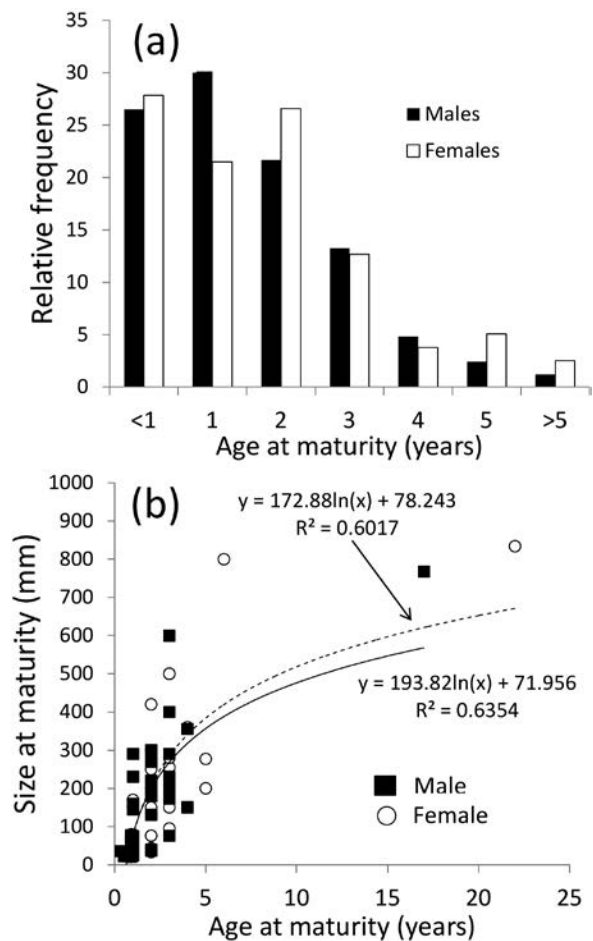 (a)
35
30
25
20
15
10
5
0
Relative frequency
Males
Females
<1 1 2 3 4 5 >5
Age at maturity (years)
(b)
1000
900
800
700
600
500
400
300
200
100
0
Size at maturity (mm)
y = 172.88ln(x) + 78.243
R² = 0.6017
y = 193.82ln(x) + 71.956
R² = 0.6354
Male
Female
0 5 10 15 20 25
Age at maturity (years)